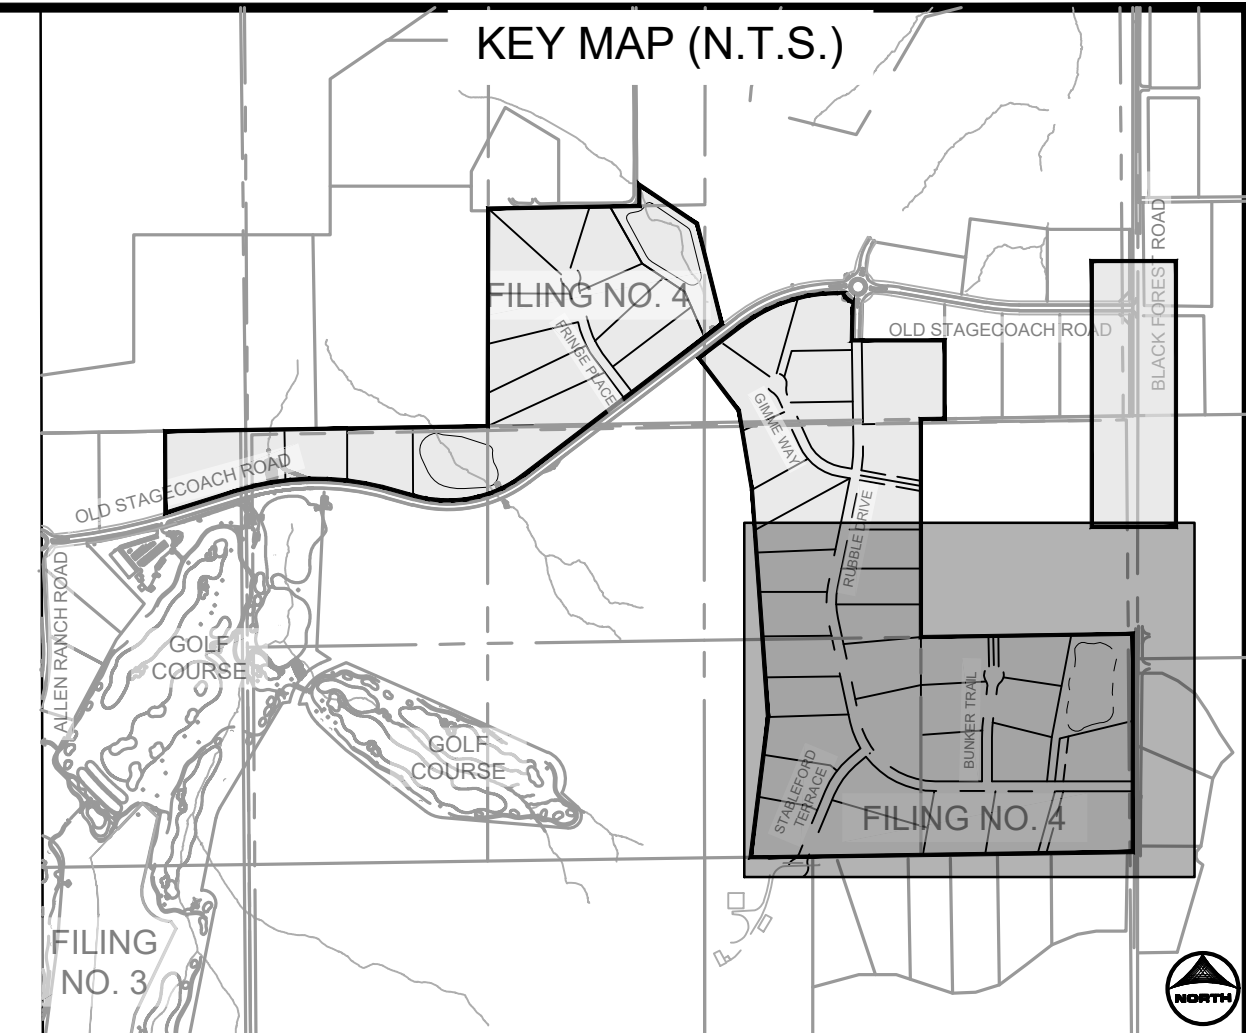 KEY MAP (N.T.S.)
BLACK FOREST ROAD
FILING NO. 4
OLD STAGECOACH ROAD
FRINGE PLACE
GIMME WAY
OLD STAGECOACH ROAD
RUBBLE DRIVE
ALLEN RANCH ROAD
GOLF
COURSE
BUNKER TRAIL
GOLF
COURSE
STABLEFORD
TERRACE
FILING NO. 4
FILING
NO. 3
NORTH